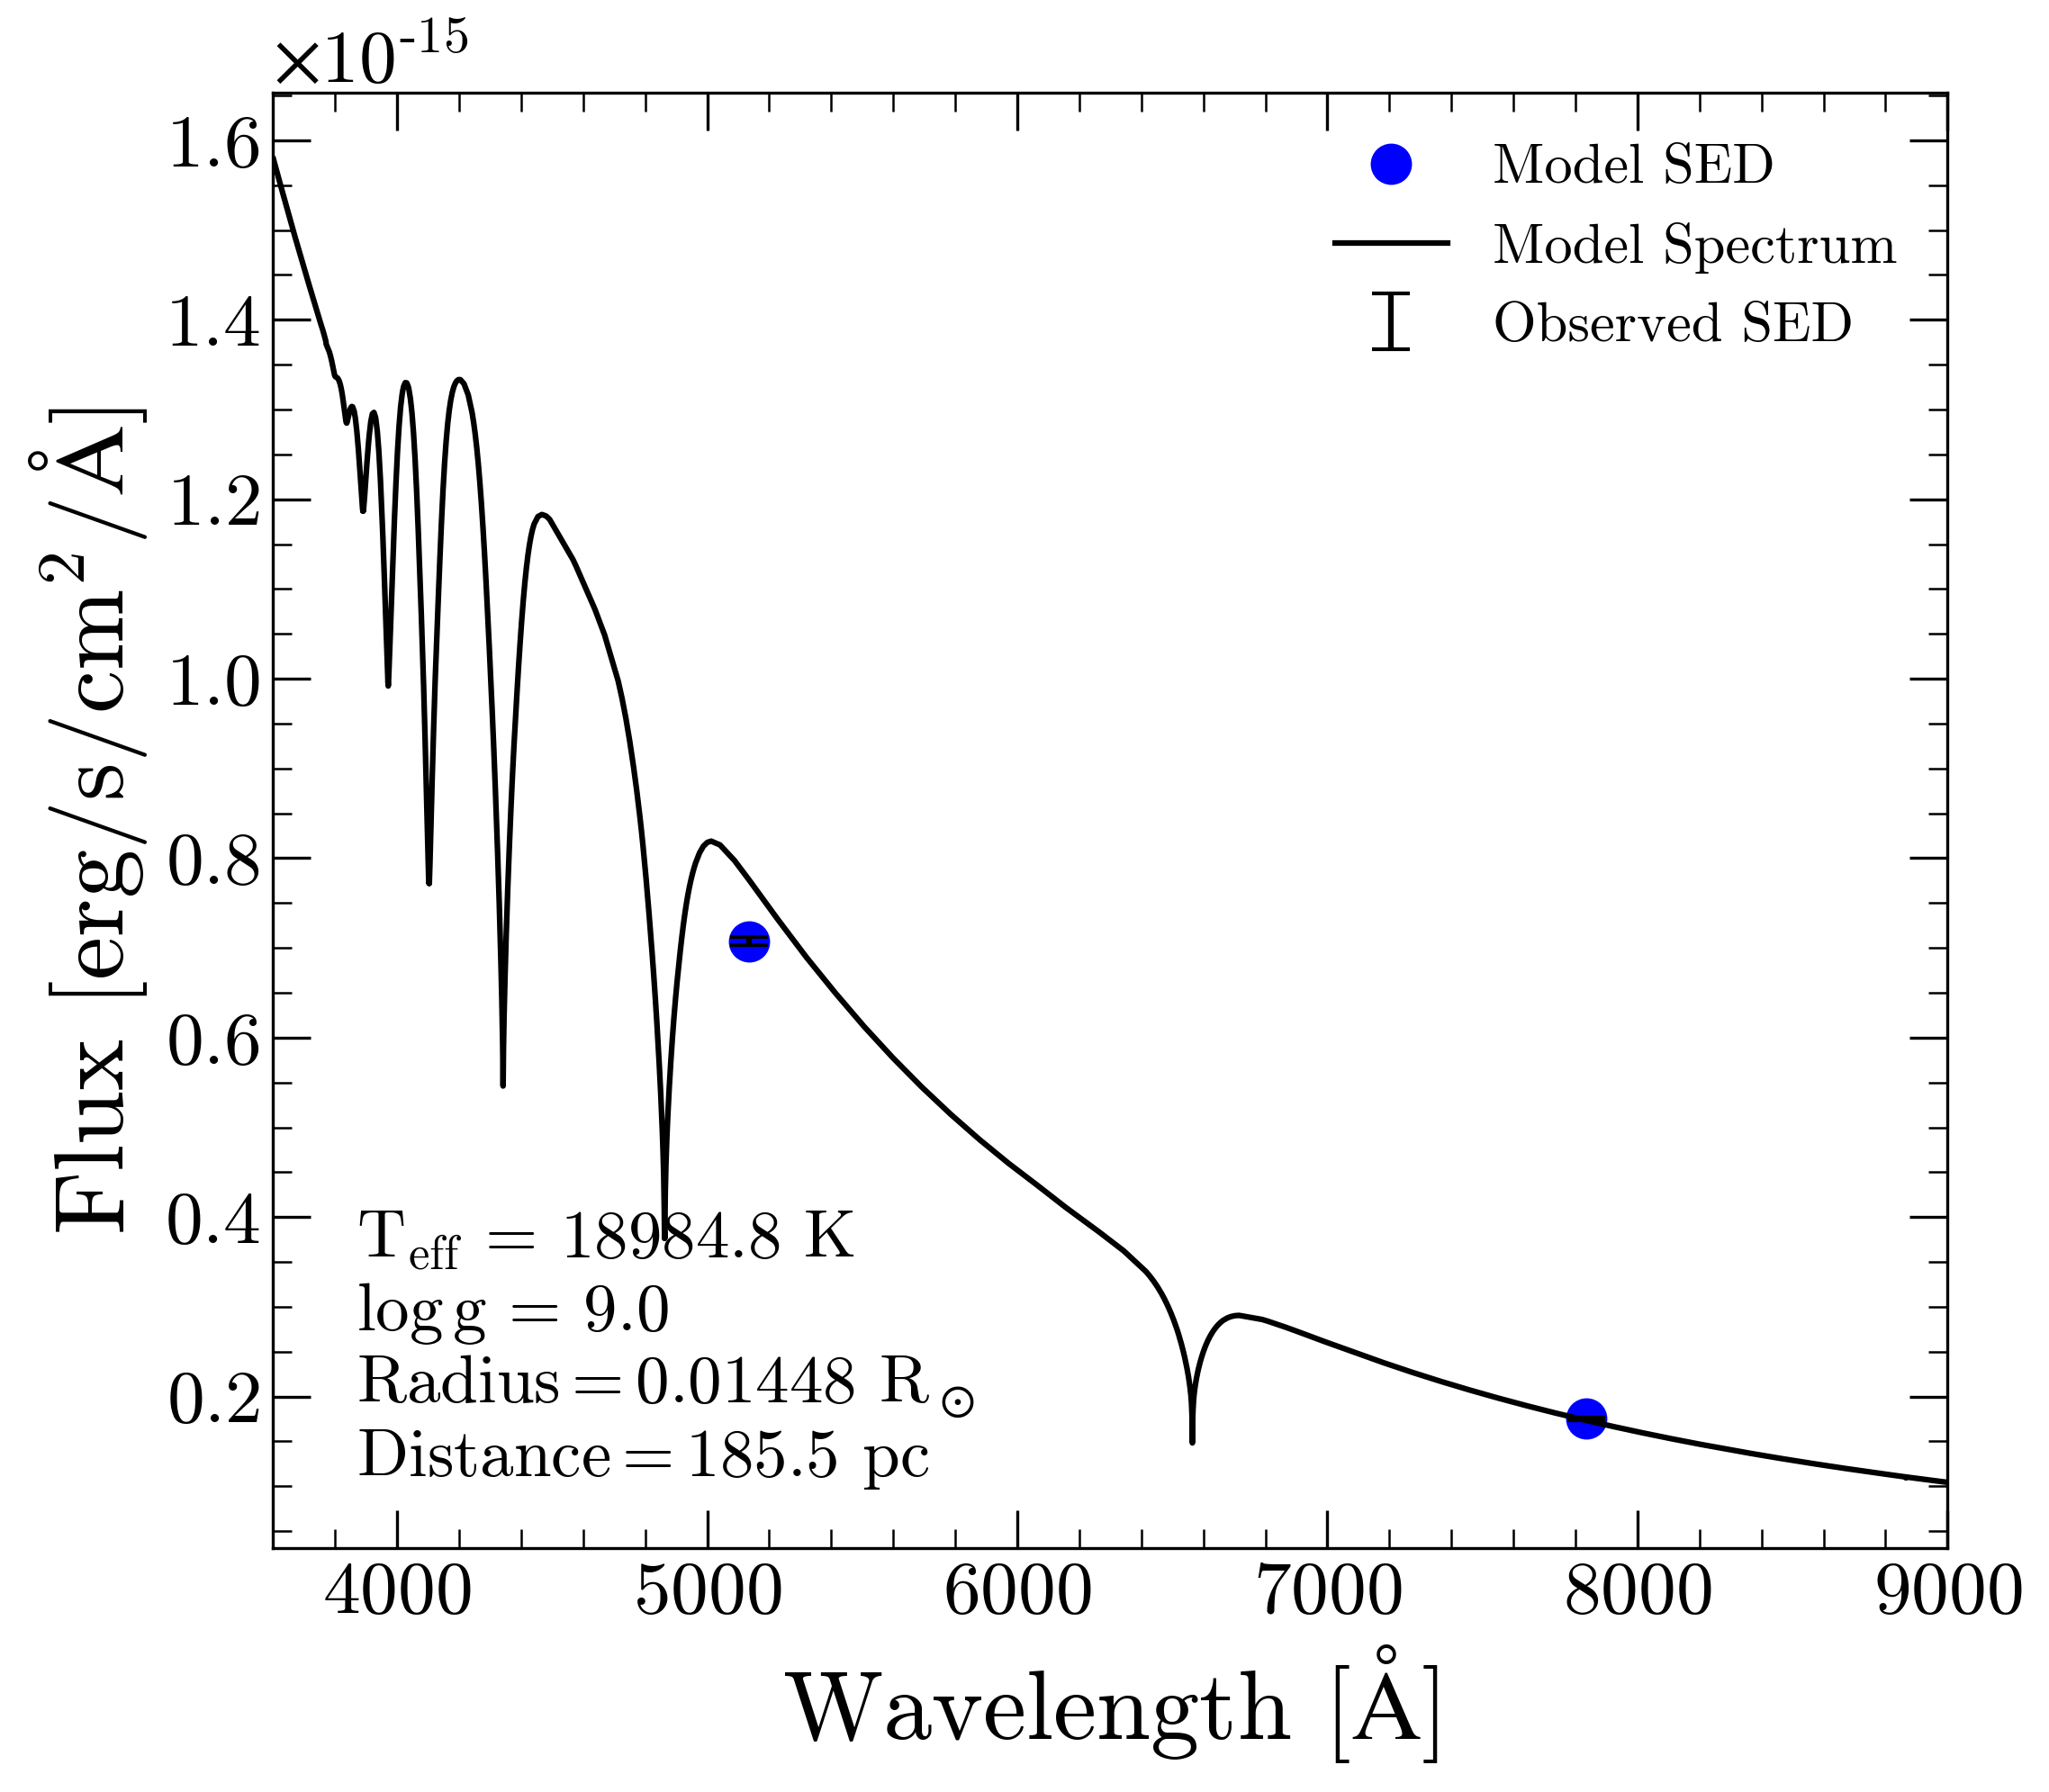 ×10⁻¹⁵
1.6
1.4
1.2
1.0
0.8
0.6
0.4
0.2
Flux [erg/s/cm²/Å]
Model SED
Model Spectrum
Observed SED
T_eff = 18984.8 K
log g = 9.0
Radius = 0.01448 R_⊙
Distance = 185.5 pc
4000 5000 6000 7000 8000 9000
Wavelength [Å]